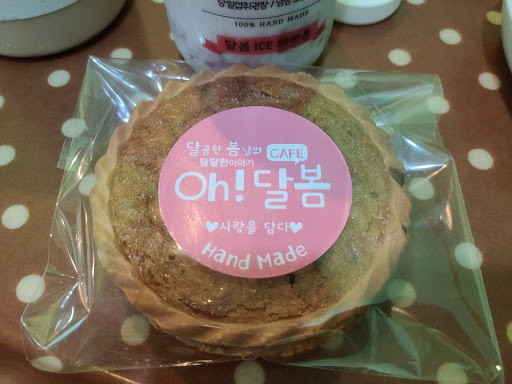 100% HAND MADE
달봄 ICE
달콤한 봄날의
달달한이야기
CAFE
Oh! 달봄
♥사랑을 담다♥
Hand Made